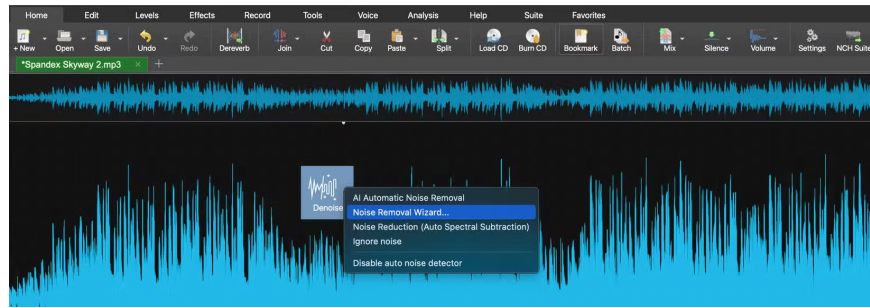 Home Edit Levels Effects Record Tools Voice Analysis Help Suite Favorites
+ New Open Save Undo Redo Dereverb Join Cut Copy Paste Split Load CD Burn CD Bookmark Batch Mix Silence Volume Settings NCH Suite
*Spandex Skyway 2.mp3 × +
Denoise
AI Automatic Noise Removal
Noise Removal Wizard...
Noise Reduction (Auto Spectral Subtraction)
Ignore noise
Disable auto noise detector